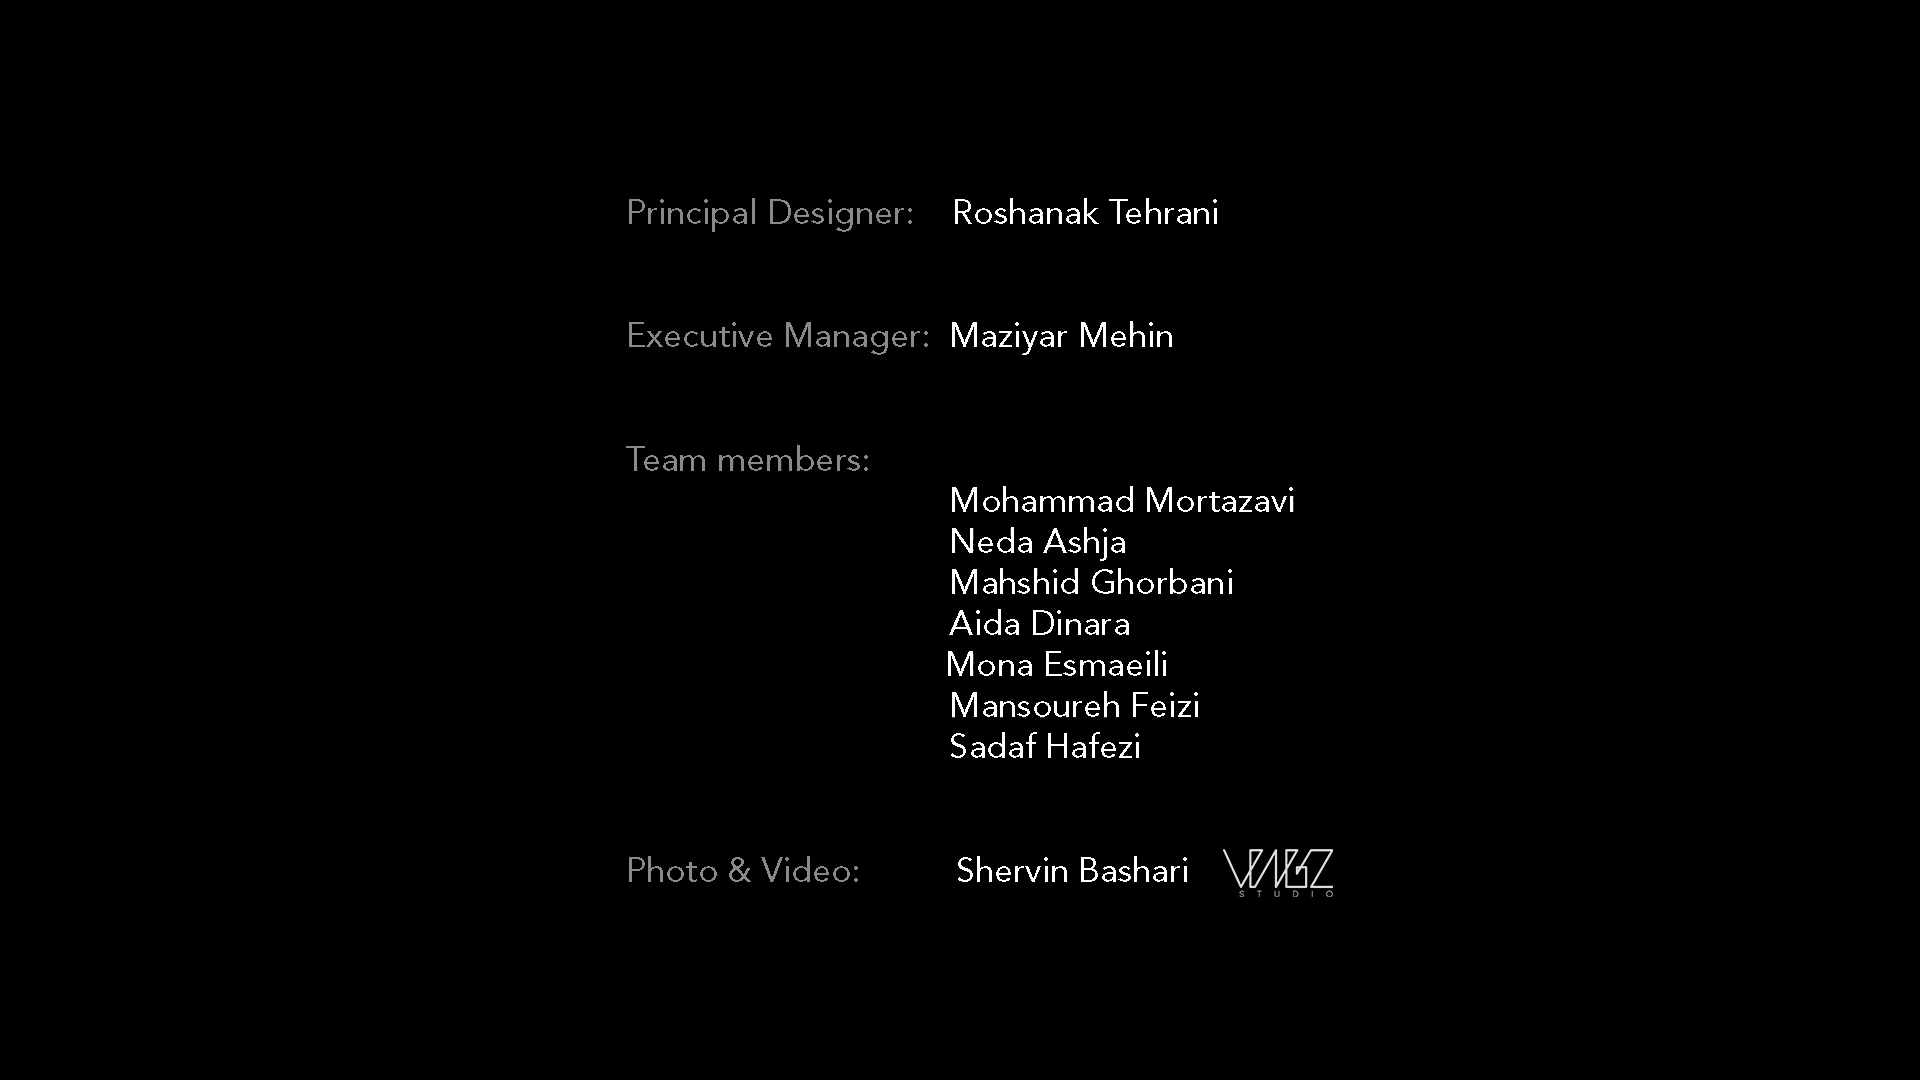 Principal Designer: Roshanak Tehrani
Executive Manager: Maziyar Mehin
Team members:
Mohammad Mortazavi
Neda Ashja
Mahshid Ghorbani
Aida Dinara
Mona Esmaeili
Mansoureh Feizi
Sadaf Hafezi
Photo & Video: Shervin Bashari
STUDIO